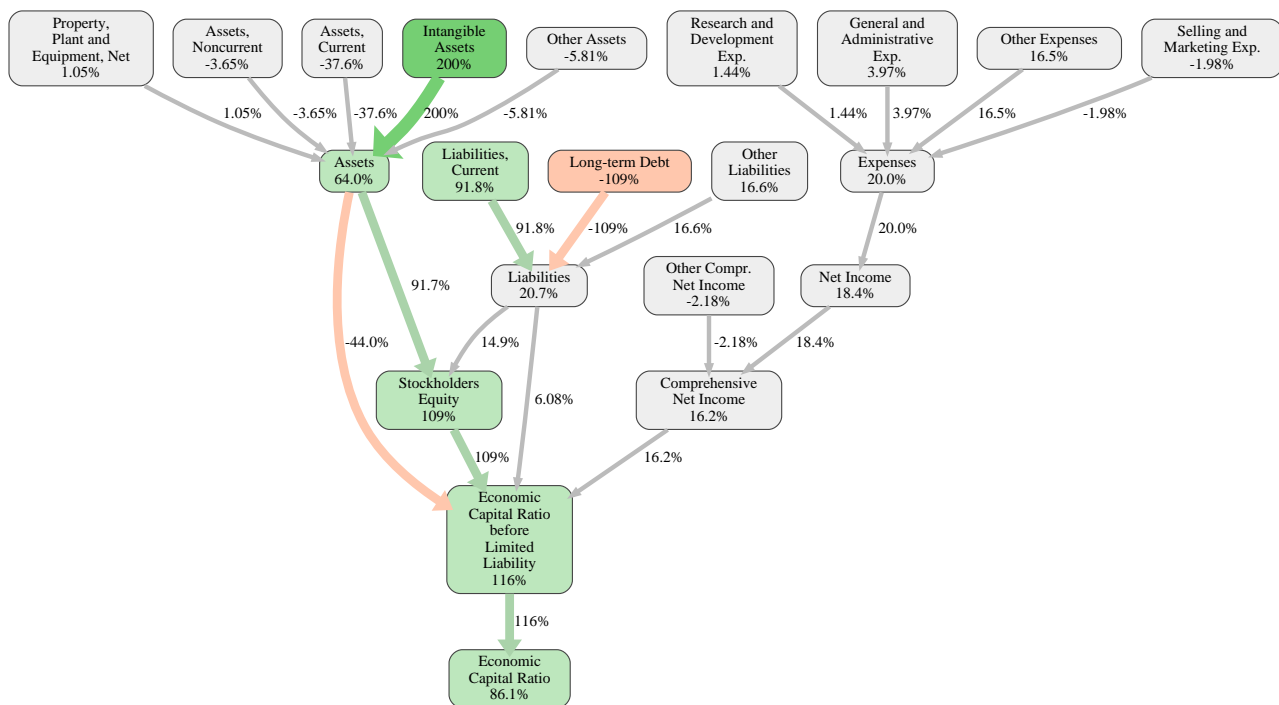 Property,
Plant and
Equipment, Net
1.05%
Assets,
Noncurrent
-3.65%
Assets,
Current
-37.6%
Intangible
Assets
200%
Other Assets
-5.81%
Research and
Development
Exp.
1.44%
General and
Administrative
Exp.
3.97%
Other Expenses
16.5%
Selling and
Marketing Exp.
-1.98%
1.05%
-3.65%
-37.6%
200%
-5.81%
1.44%
3.97%
16.5%
-1.98%
Assets
64.0%
Liabilities,
Current
91.8%
Long-term Debt
-109%
Other
Liabilities
16.6%
Expenses
20.0%
91.8%
-109%
16.6%
20.0%
Liabilities
20.7%
Other Compr.
Net Income
-2.18%
Net Income
18.4%
91.7%
-44.0%
14.9%
-2.18%
18.4%
Stockholders
Equity
109%
6.08%
Comprehensive
Net Income
16.2%
109%
16.2%
Economic
Capital Ratio
before
Limited
Liability
116%
116%
Economic
Capital Ratio
86.1%